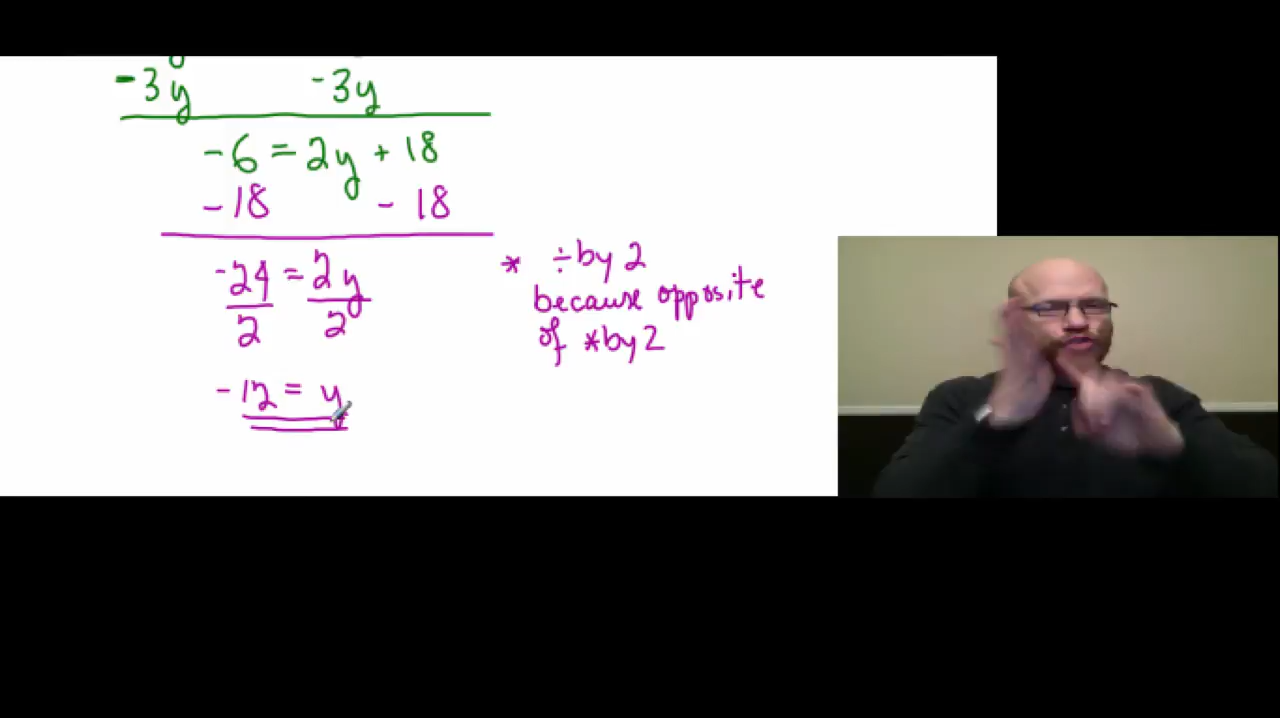 -3y -3y
-6 = 2y + 18
-18 - 18
-24 = 2y
2 2
-12 = y
* ÷by 2
because opposite
of *by 2